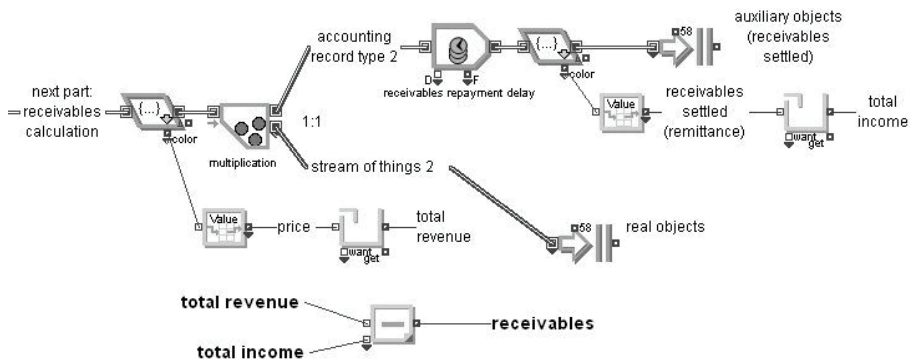 accounting
record type 2
{...}
color
58
auxiliary objects
(receivables
settled)
D
F
receivables repayment delay
next part:
receivables
calculation
{...}
color
multiplication
1:1
Value
receivables
settled
(remittance)
want
get
total
income
stream of things 2
Value
price
want
get
total
revenue
58
real objects
total revenue
total income
receivables